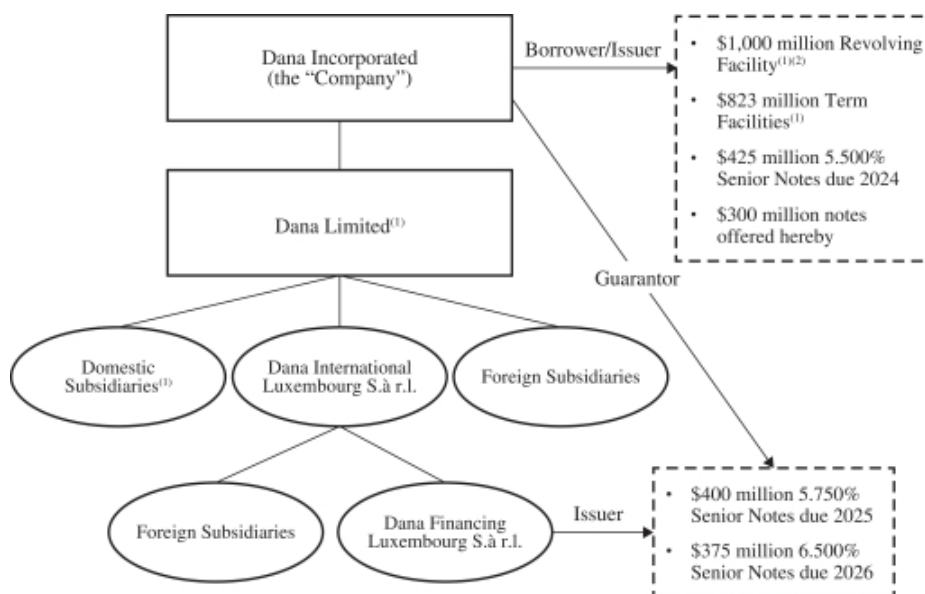 Dana Incorporated
(the “Company”)
Borrower/Issuer
• $1,000 million Revolving
Facility(1)(2)
• $823 million Term
Facilities(1)
• $425 million 5.500%
Senior Notes due 2024
• $300 million notes
offered hereby
Dana Limited(1)
Guarantor
Domestic
Subsidiaries(1)
Dana International
Luxembourg S.à r.l.
Foreign Subsidiaries
Foreign Subsidiaries
Dana Financing
Luxembourg S.à r.l.
Issuer
• $400 million 5.750%
Senior Notes due 2025
• $375 million 6.500%
Senior Notes due 2026